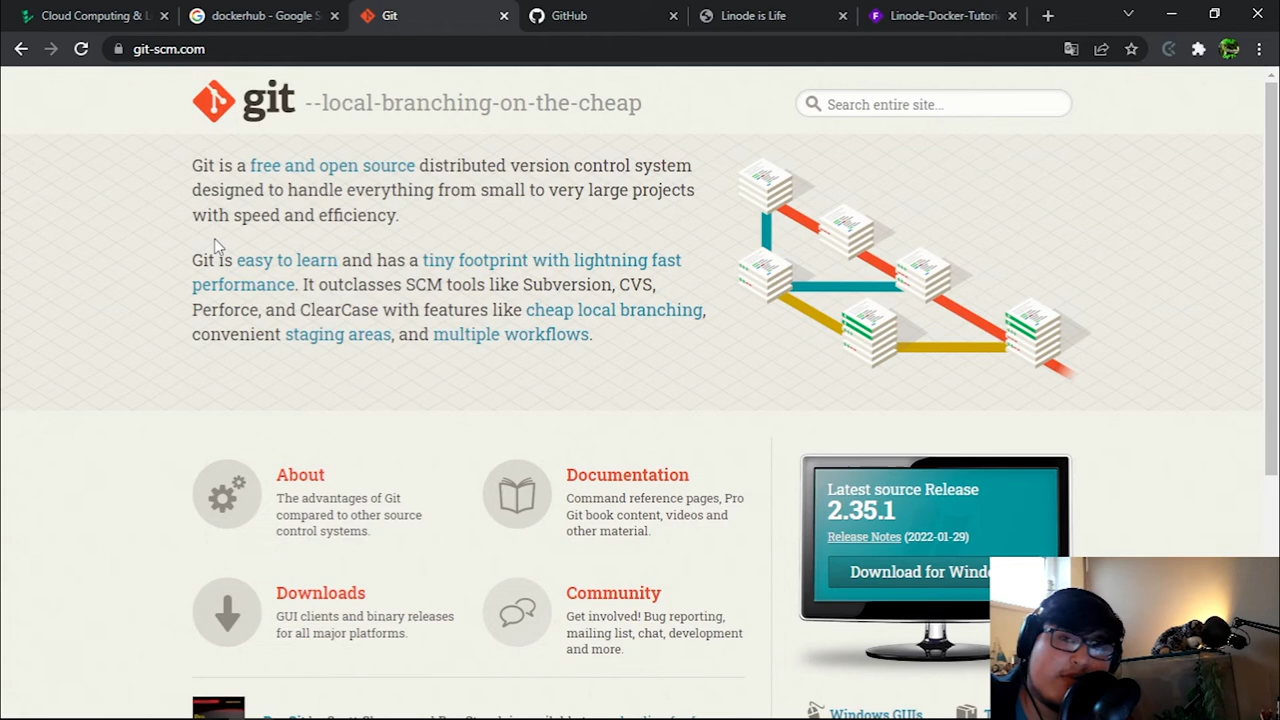 Cloud Computing & L
dockerhub - Google S
Git
GitHub
Linode is Life
Linode-Docker-Tutori
git-scm.com
git --local-branching-on-the-cheap
Search entire site...
Git is a free and open source distributed version control system
designed to handle everything from small to very large projects
with speed and efficiency.
Git is easy to learn and has a tiny footprint with lightning fast
performance. It outclasses SCM tools like Subversion, CVS,
Perforce, and ClearCase with features like cheap local branching,
convenient staging areas, and multiple workflows.
About
The advantages of Git
compared to other source
control systems.
Documentation
Command reference pages, Pro
Git book content, videos and
other material.
Downloads
GUI clients and binary releases
for all major platforms.
Community
Get involved! Bug reporting,
mailing list, chat, development
and more.
Latest source Release
2.35.1
Release Notes (2022-01-29)
Download for Windo
Windows GUIs